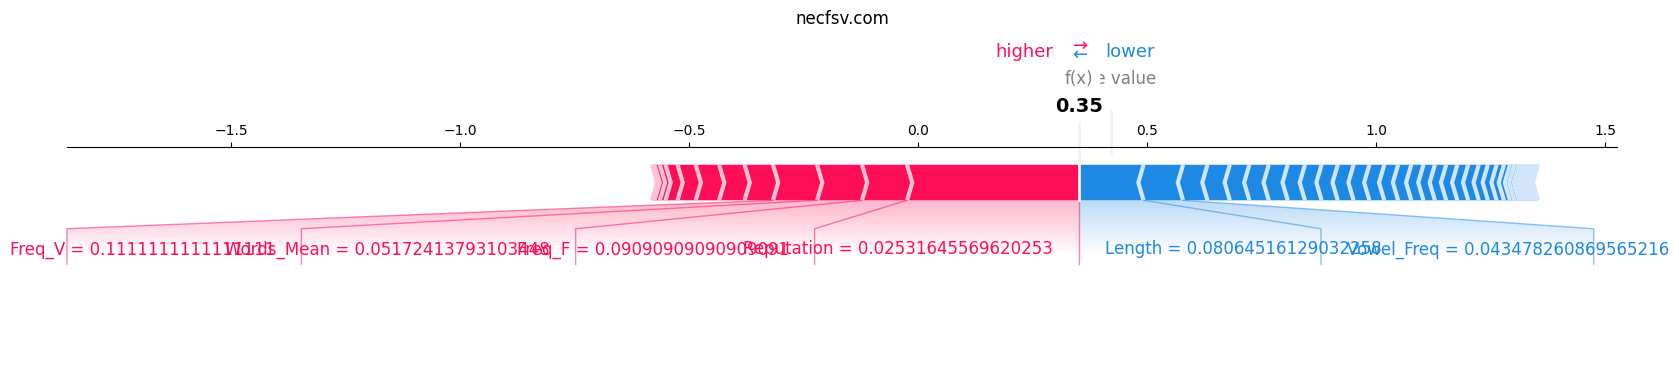 necfsv.com
higher ⇄ lower
f(x) e value
0.35
−1.5 −1.0 −0.5 0.0 0.5 1.0 1.5
Freq_V = 0.1111111111111111 Words_Mean = 0.05172413793103448 Freq_F = 0.09090909090909091 Reputation = 0.02531645569620253 Length = 0.08064516129032258 Vowel_Freq = 0.043478260869565216